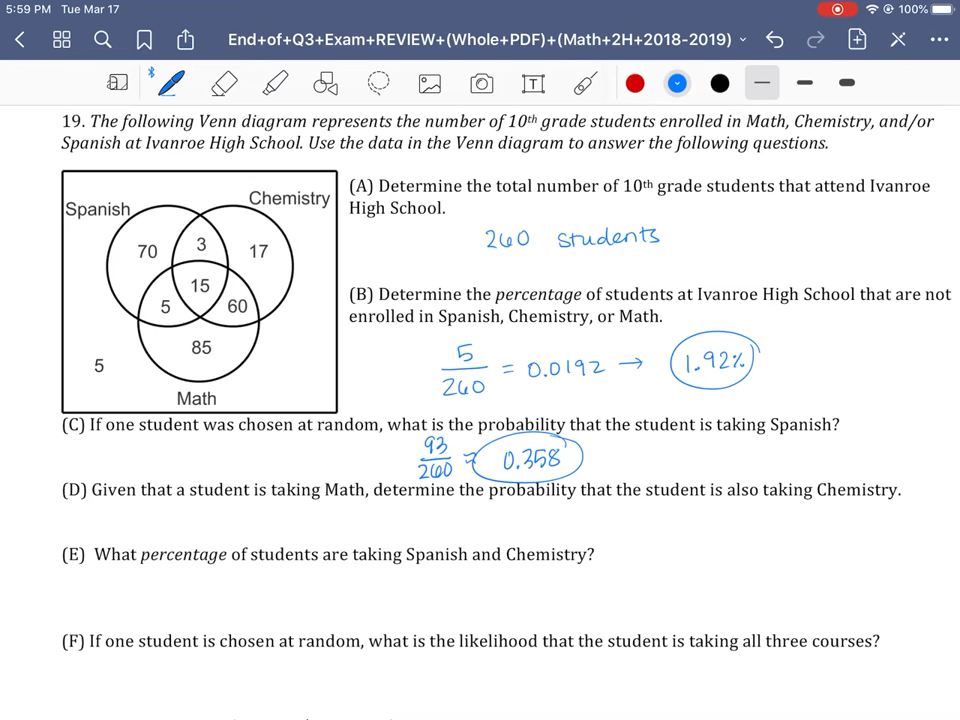 5:59 PM Tue Mar 17
100%
End+of+Q3+Exam+REVIEW+(Whole+PDF)+(Math+2H+2018-2019)
T
19. The following Venn diagram represents the number of 10th grade students enrolled in Math, Chemistry, and/or
Spanish at Ivanroe High School. Use the data in the Venn diagram to answer the following questions.
Spanish
Chemistry
70
3
17
15
5
60
85
5
Math
(A) Determine the total number of 10th grade students that attend Ivanroe
High School.
260 students
(B) Determine the percentage of students at Ivanroe High School that are not
enrolled in Spanish, Chemistry, or Math.
5/260 = 0.0192 → 1.92%
(C) If one student was chosen at random, what is the probability that the student is taking Spanish?
93/260 = 0.358
(D) Given that a student is taking Math, determine the probability that the student is also taking Chemistry.
(E) What percentage of students are taking Spanish and Chemistry?
(F) If one student is chosen at random, what is the likelihood that the student is taking all three courses?